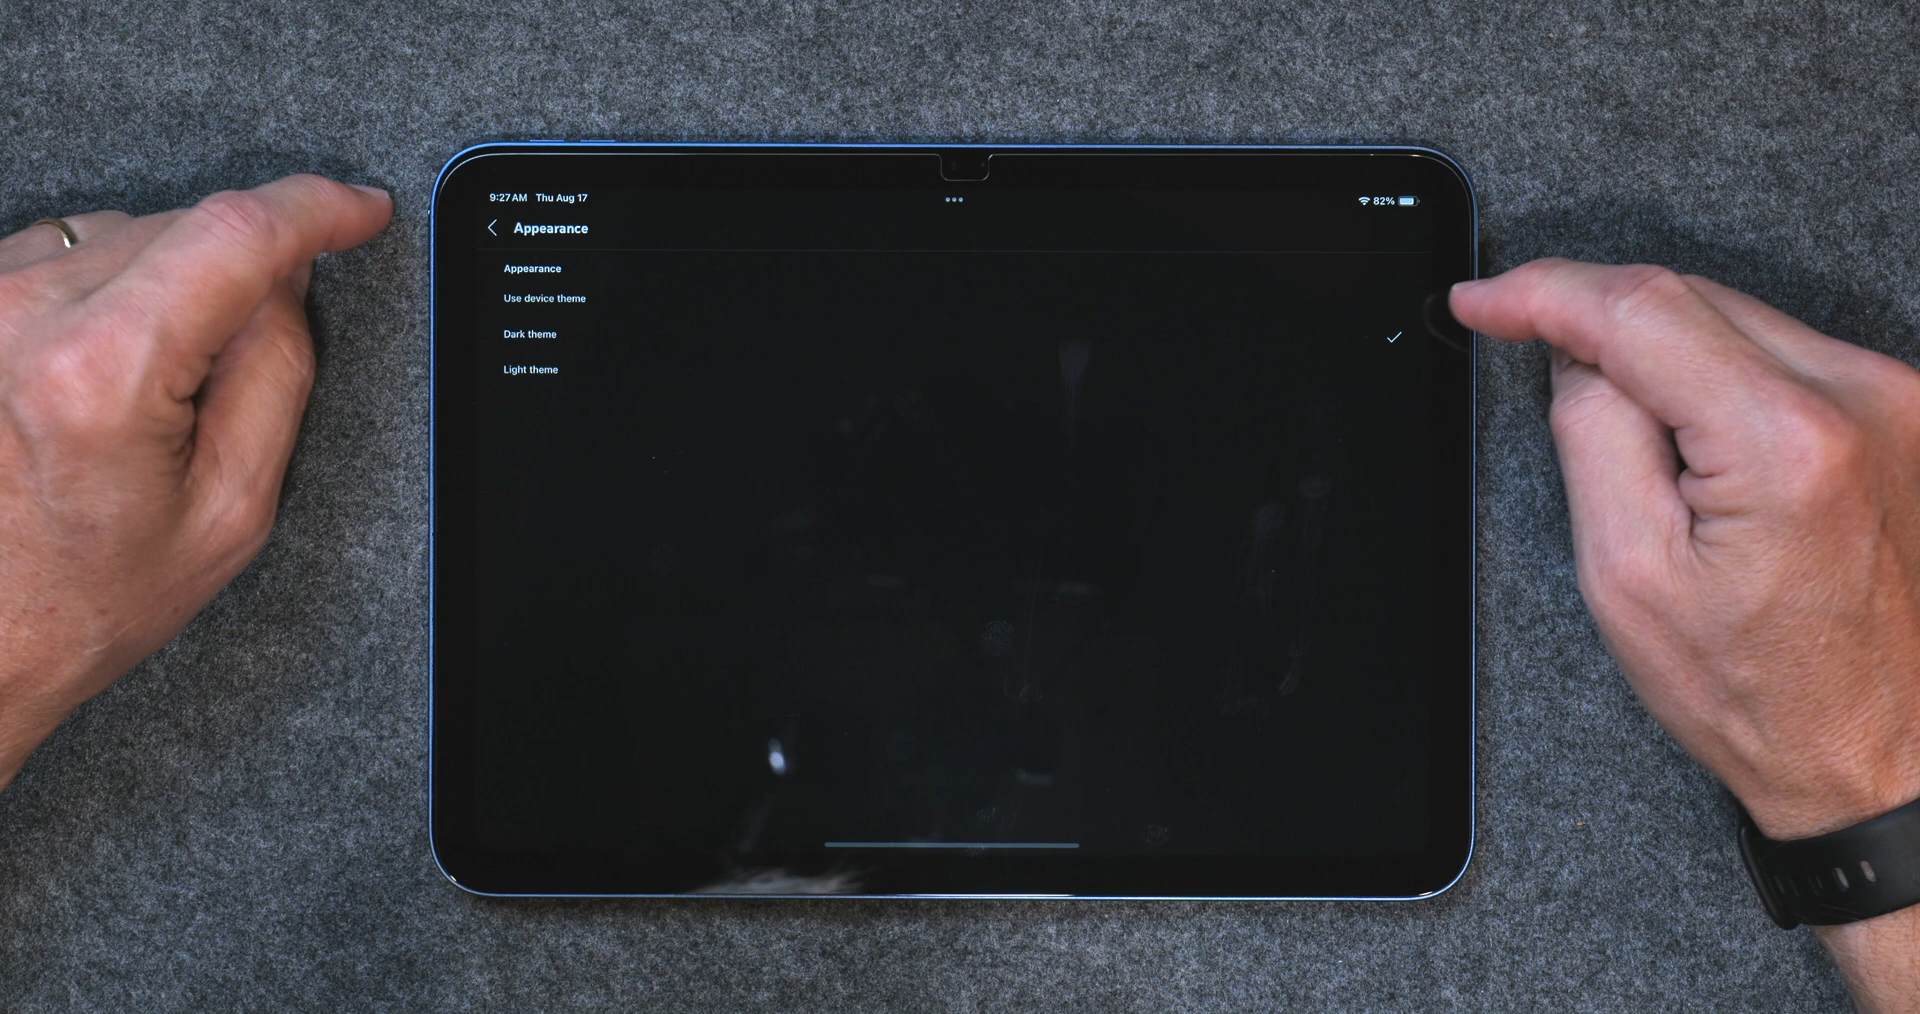 9:27 AM Thu Aug 17
82%
Appearance
Appearance
Use device theme
Dark theme
Light theme